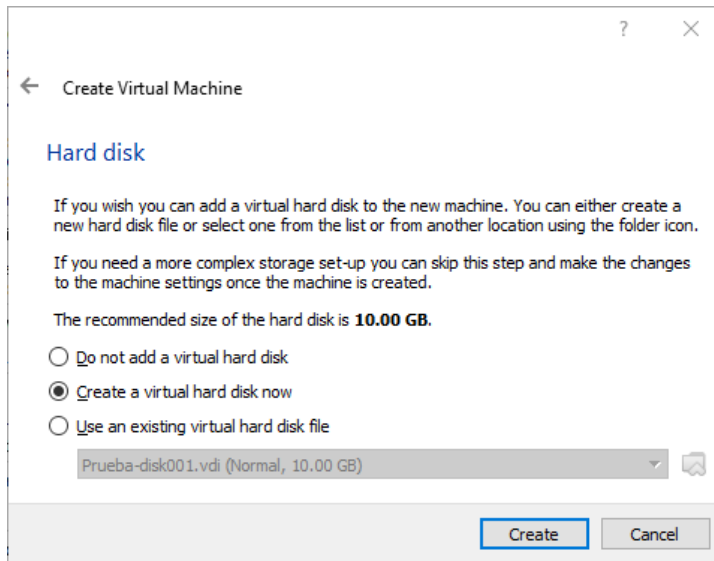 ?
Create Virtual Machine
Hard disk
If you wish you can add a virtual hard disk to the new machine. You can either create a
new hard disk file or select one from the list or from another location using the folder icon.
If you need a more complex storage set-up you can skip this step and make the changes
to the machine settings once the machine is created.
The recommended size of the hard disk is 10.00 GB.
Do not add a virtual hard disk
Create a virtual hard disk now
Use an existing virtual hard disk file
Prueba-disk001.vdi (Normal, 10.00 GB)
Create Cancel